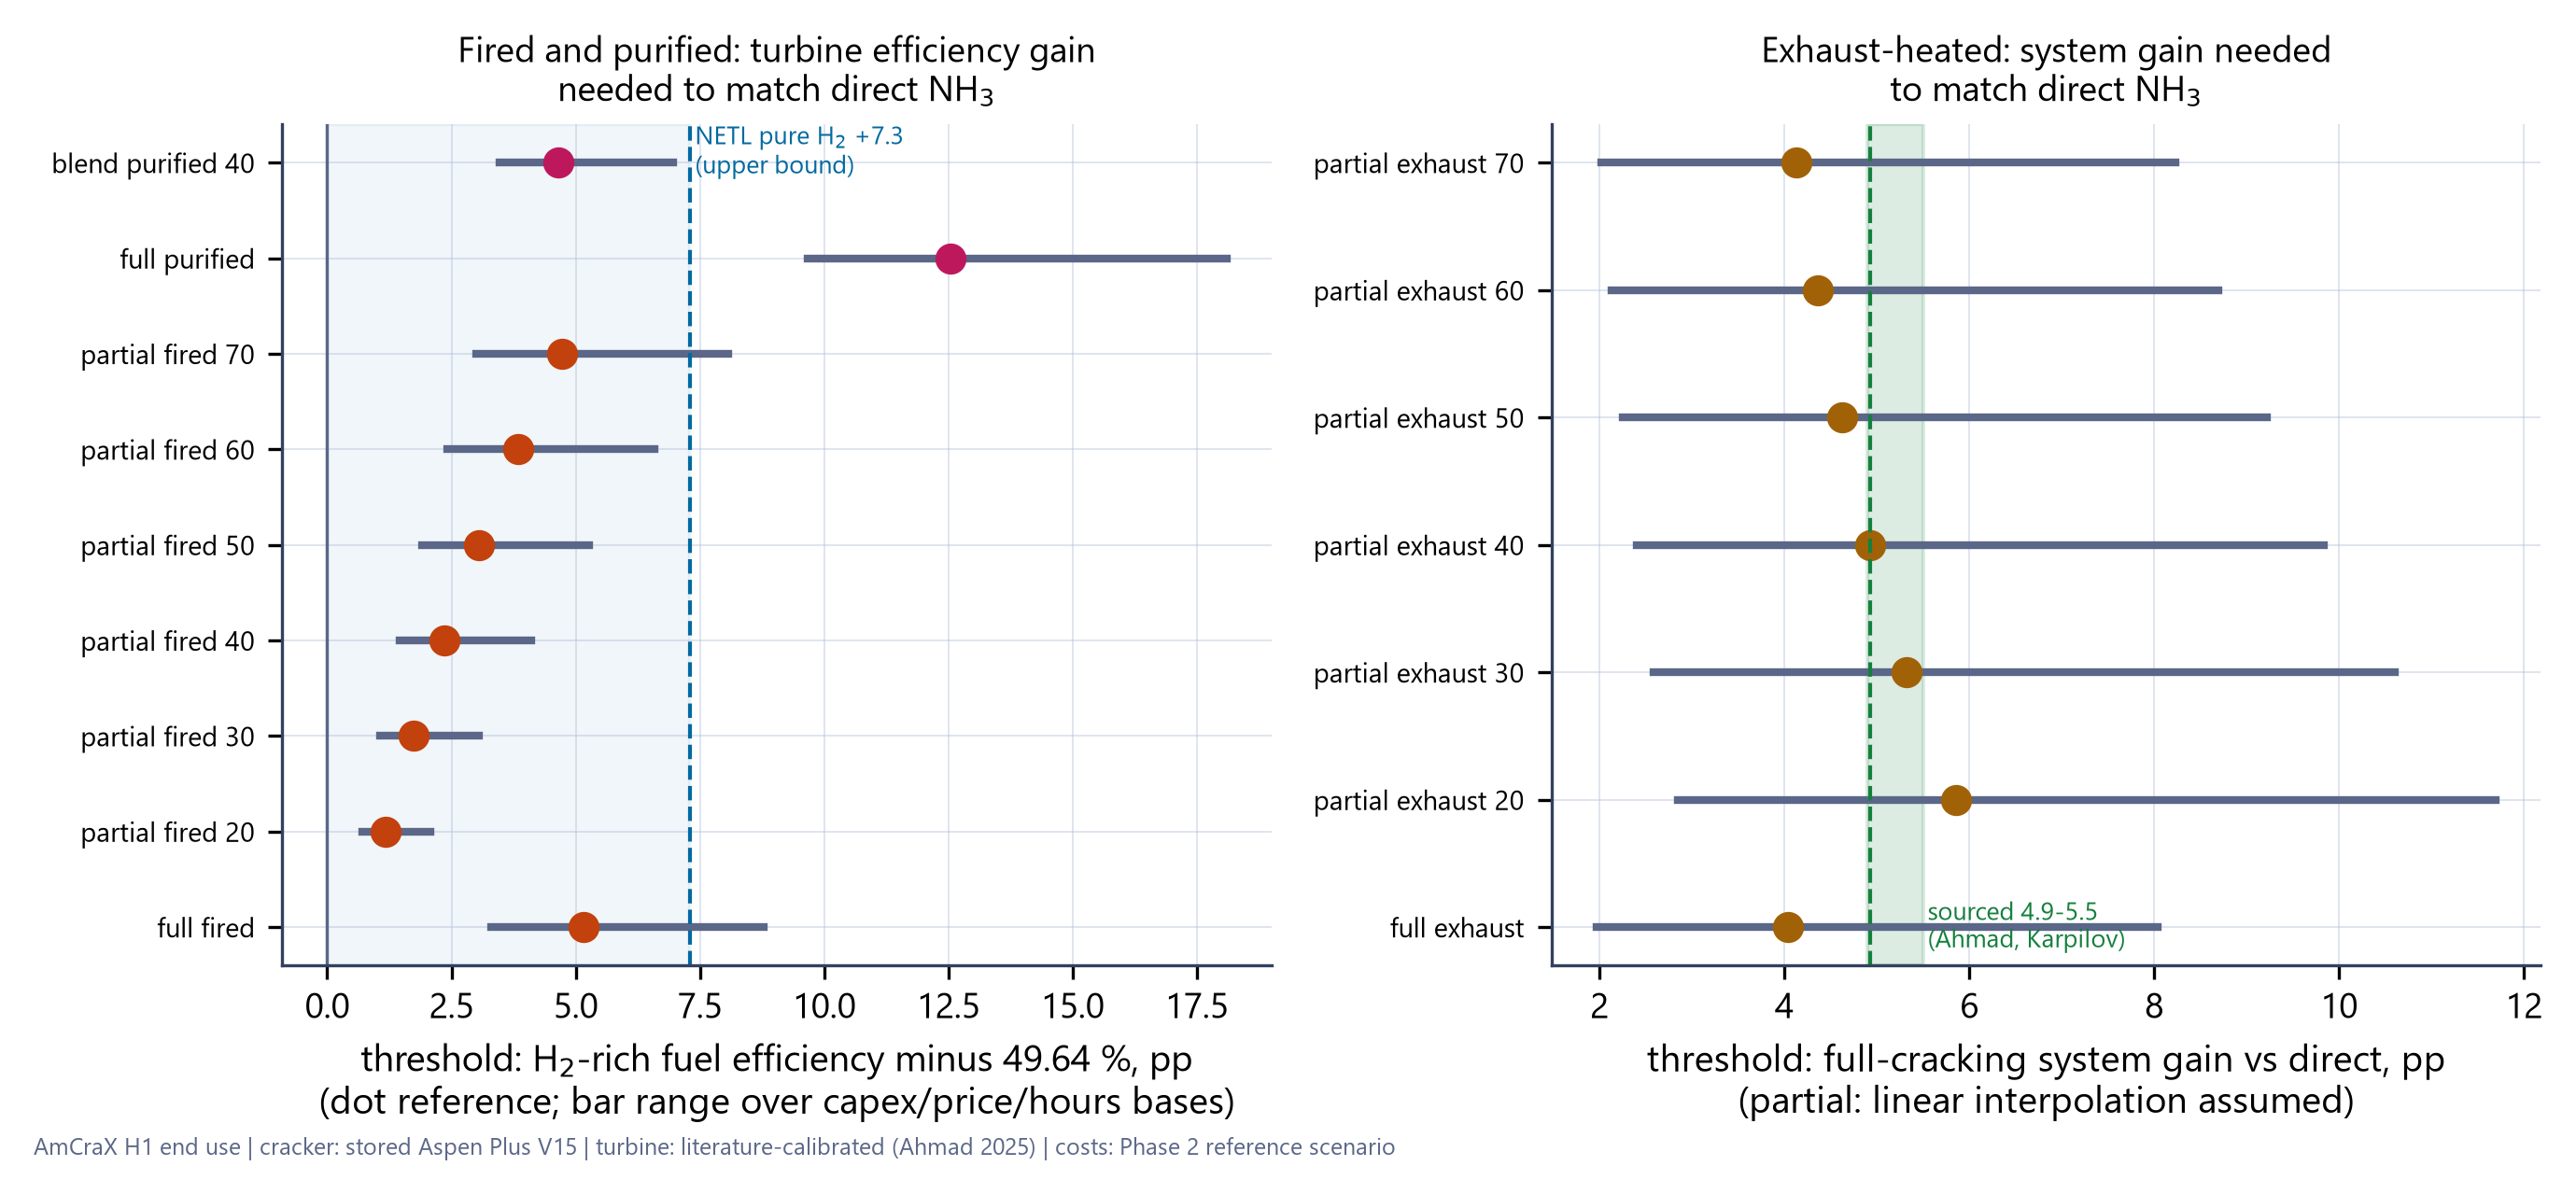 Fired and purified: turbine efficiency gain
needed to match direct NH₃
blend purified 40
full purified
partial fired 70
partial fired 60
partial fired 50
partial fired 40
partial fired 30
partial fired 20
full fired
NETL pure H₂ +7.3
(upper bound)
0.0 2.5 5.0 7.5 10.0 12.5 15.0 17.5
threshold: H₂-rich fuel efficiency minus 49.64 %, pp
(dot reference; bar range over capex/price/hours bases)
Exhaust-heated: system gain needed
to match direct NH₃
partial exhaust 70
partial exhaust 60
partial exhaust 50
partial exhaust 40
partial exhaust 30
partial exhaust 20
full exhaust
sourced 4.9-5.5
(Ahmad, Karpilov)
2 4 6 8 10 12
threshold: full-cracking system gain vs direct, pp
(partial: linear interpolation assumed)
AmCraX H1 end use | cracker: stored Aspen Plus V15 | turbine: literature-calibrated (Ahmad 2025) | costs: Phase 2 reference scenario